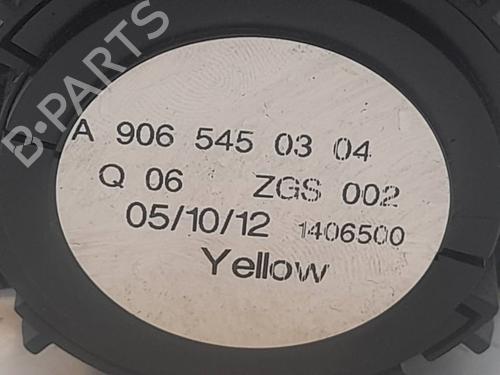 B·PARTS
A 906 545 03 04
Q 06 ZGS 002
05/10/12 1406500
Yellow